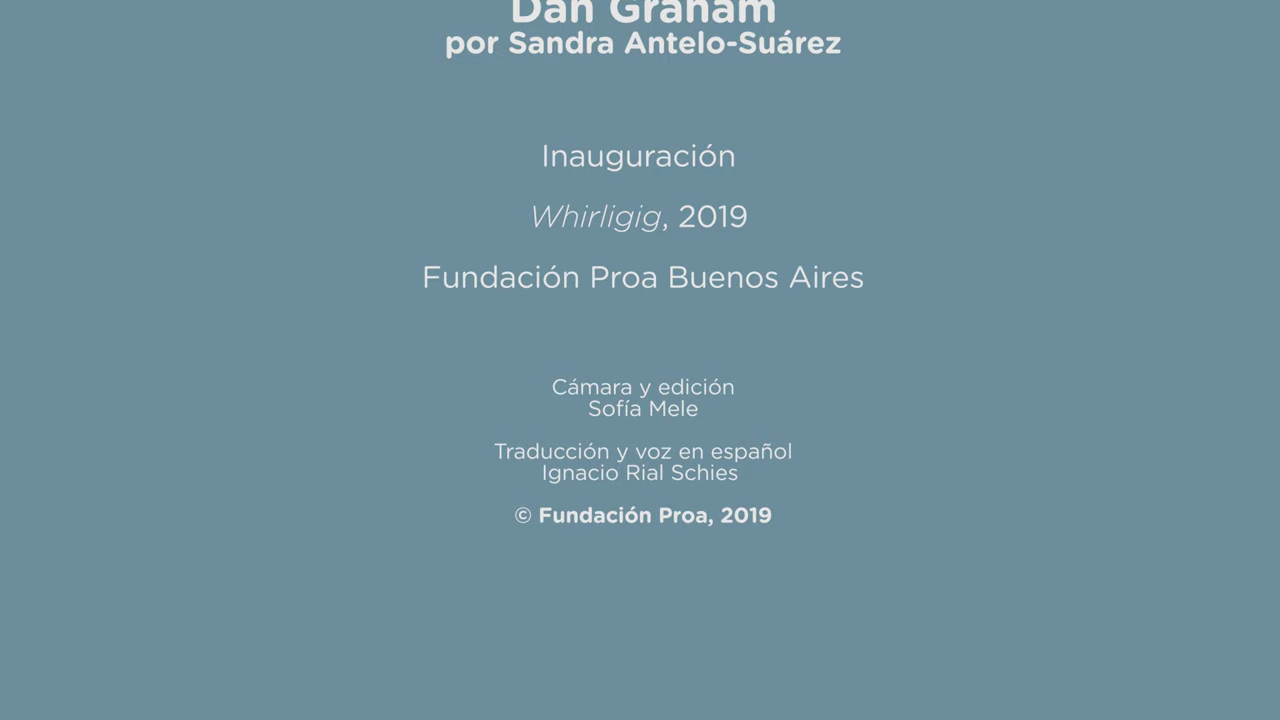 Dan Graham
por Sandra Antelo-Suárez
Inauguración
Whirligig, 2019
Fundación Proa Buenos Aires
Cámara y edición
Sofía Mele
Traducción y voz en español
Ignacio Rial Schies
© Fundación Proa, 2019